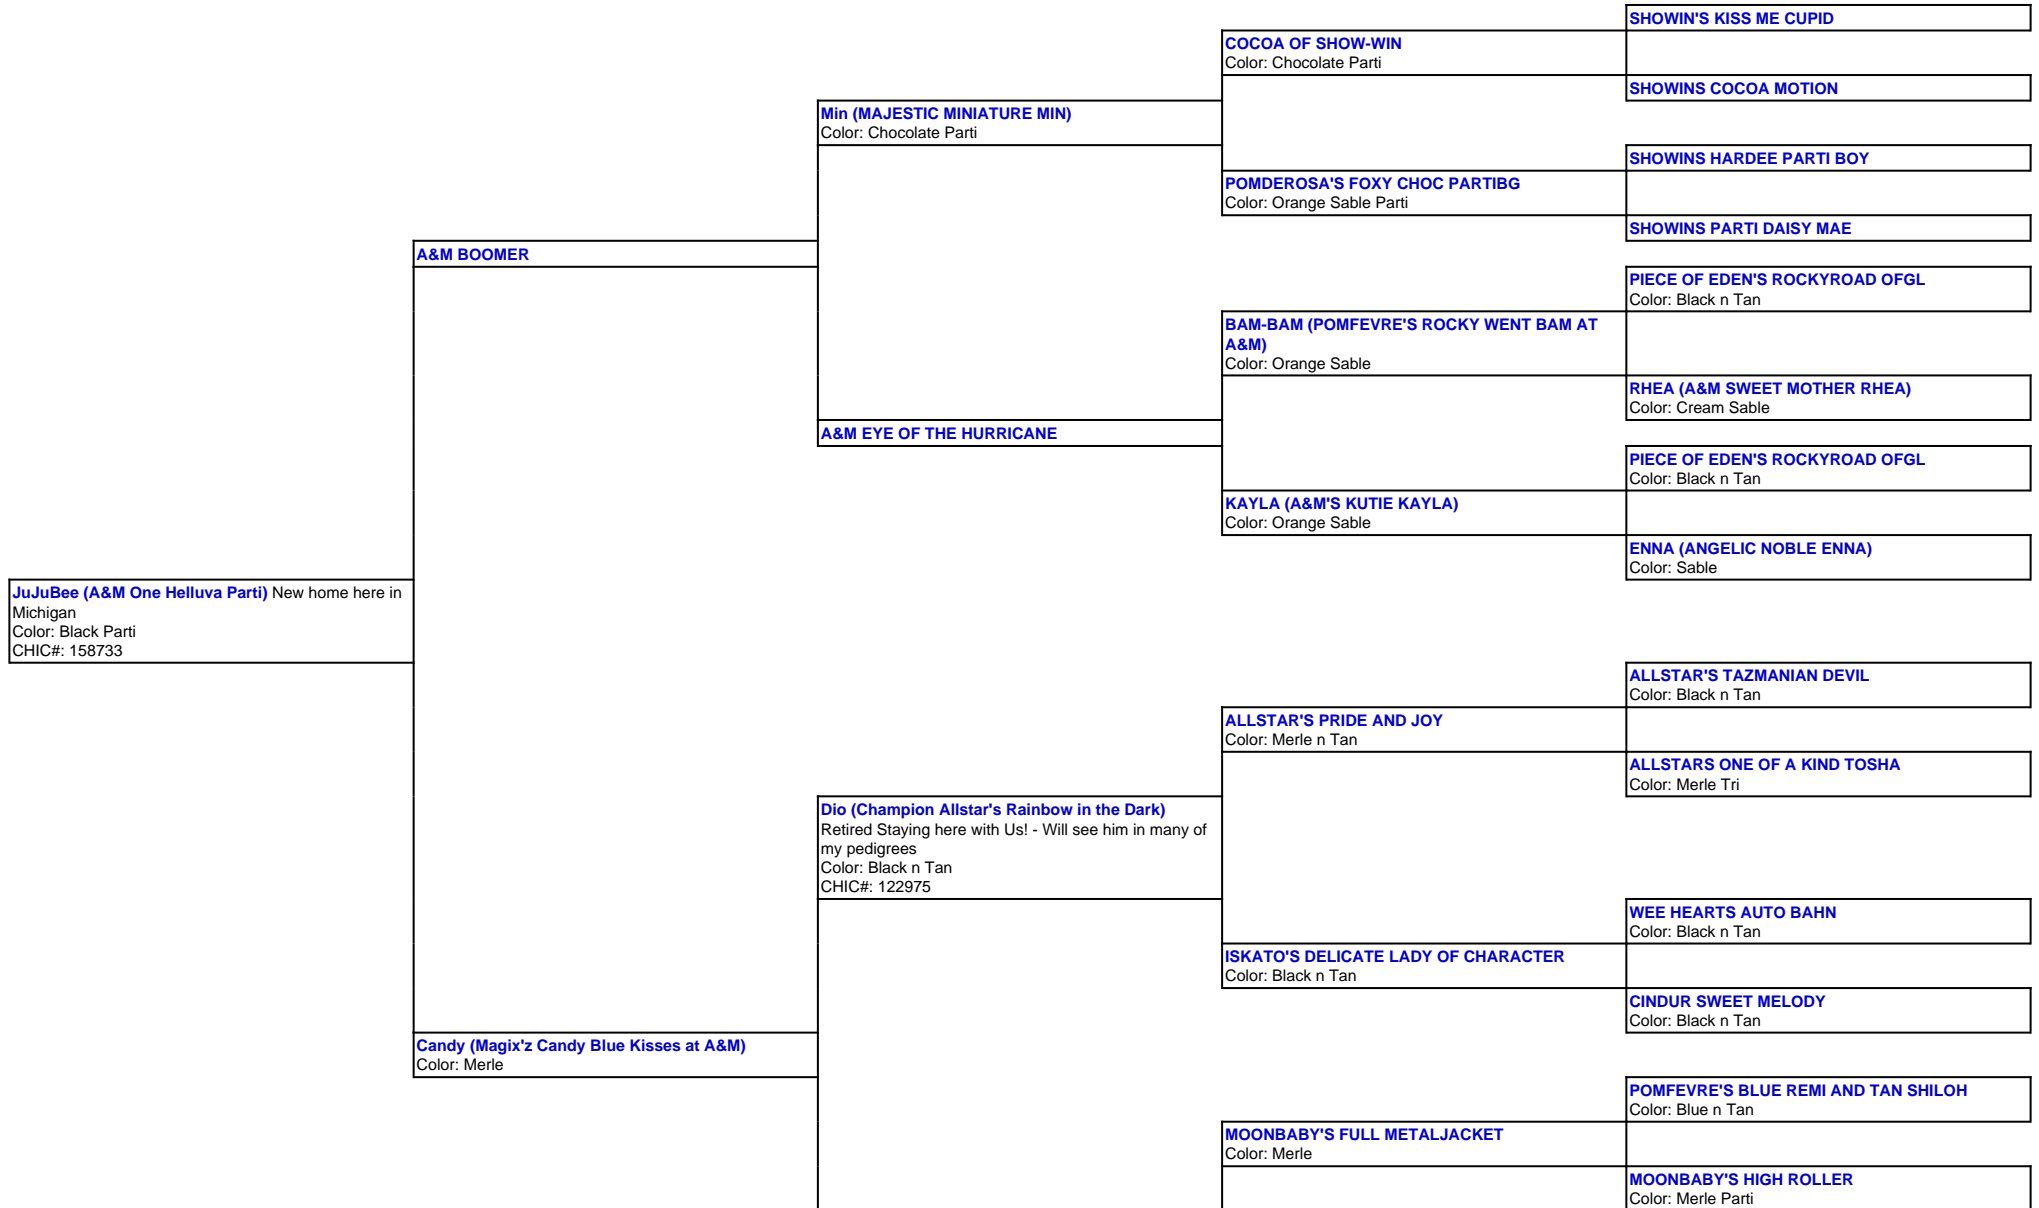 SHOWIN'S KISS ME CUPID
COCOA OF SHOW-WIN
Color: Chocolate Parti
SHOWINS COCOA MOTION
Min (MAJESTIC MINIATURE MIN)
Color: Chocolate Parti
SHOWINS HARDEE PARTI BOY
POMDEROSA'S FOXY CHOC PARTIBG
Color: Orange Sable Parti
SHOWINS PARTI DAISY MAE
A&M BOOMER
PIECE OF EDEN'S ROCKYROAD OFGL
Color: Black n Tan
BAM-BAM (POMFEVRE'S ROCKY WENT BAM AT
A&M)
Color: Orange Sable
RHEA (A&M SWEET MOTHER RHEA)
Color: Cream Sable
A&M EYE OF THE HURRICANE
PIECE OF EDEN'S ROCKYROAD OFGL
Color: Black n Tan
KAYLA (A&M'S KUTIE KAYLA)
Color: Orange Sable
ENNA (ANGELIC NOBLE ENNA)
Color: Sable
JuJuBee (A&M One Helluva Parti) New home here in
Michigan
Color: Black Parti
CHIC#: 158733
ALLSTAR'S TAZMANIAN DEVIL
Color: Black n Tan
ALLSTAR'S PRIDE AND JOY
Color: Merle n Tan
ALLSTARS ONE OF A KIND TOSHA
Color: Merle Tri
Dio (Champion Allstar's Rainbow in the Dark)
Retired Staying here with Us! - Will see him in many of
my pedigrees
Color: Black n Tan
CHIC#: 122975
WEE HEARTS AUTO BAHN
Color: Black n Tan
ISKATO'S DELICATE LADY OF CHARACTER
Color: Black n Tan
CINDUR SWEET MELODY
Color: Black n Tan
Candy (Magix'z Candy Blue Kisses at A&M)
Color: Merle
POMFEVRE'S BLUE REMI AND TAN SHILOH
Color: Blue n Tan
MOONBABY'S FULL METALJACKET
Color: Merle
MOONBABY'S HIGH ROLLER
Color: Merle Parti